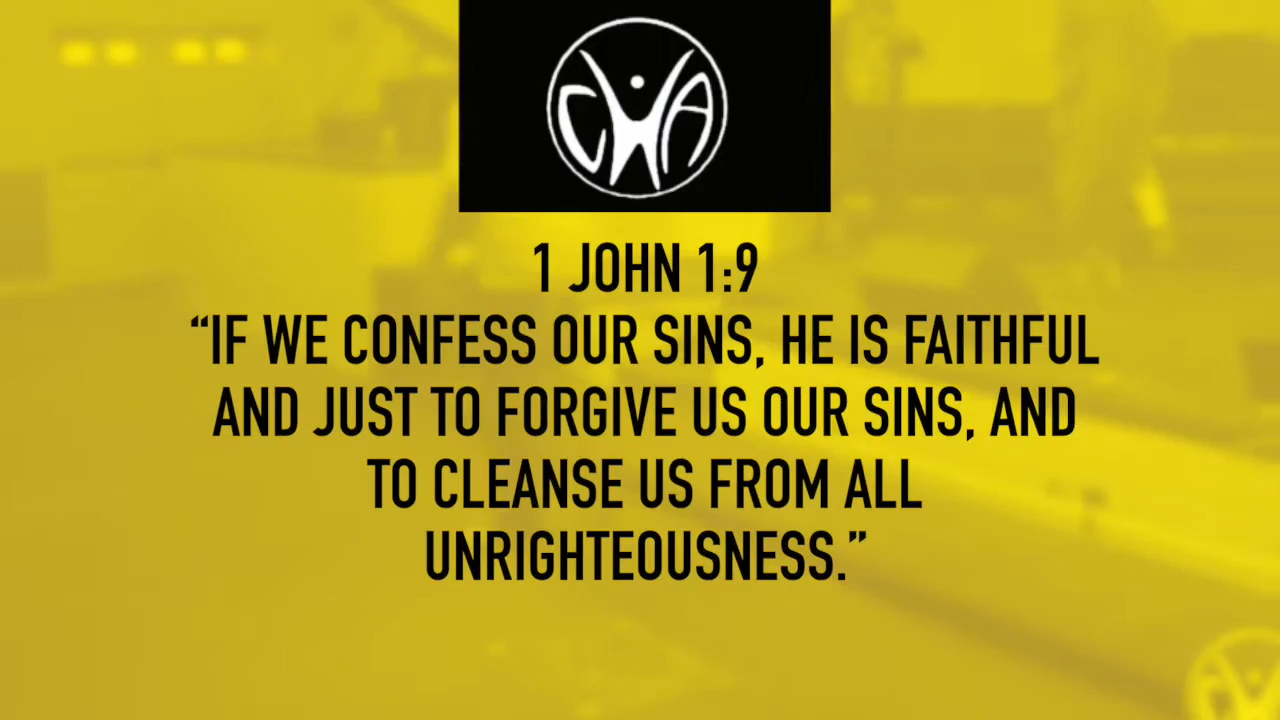 CWA
1 JOHN 1:9
“IF WE CONFESS OUR SINS, HE IS FAITHFUL
AND JUST TO FORGIVE US OUR SINS, AND
TO CLEANSE US FROM ALL
UNRIGHTEOUSNESS.”